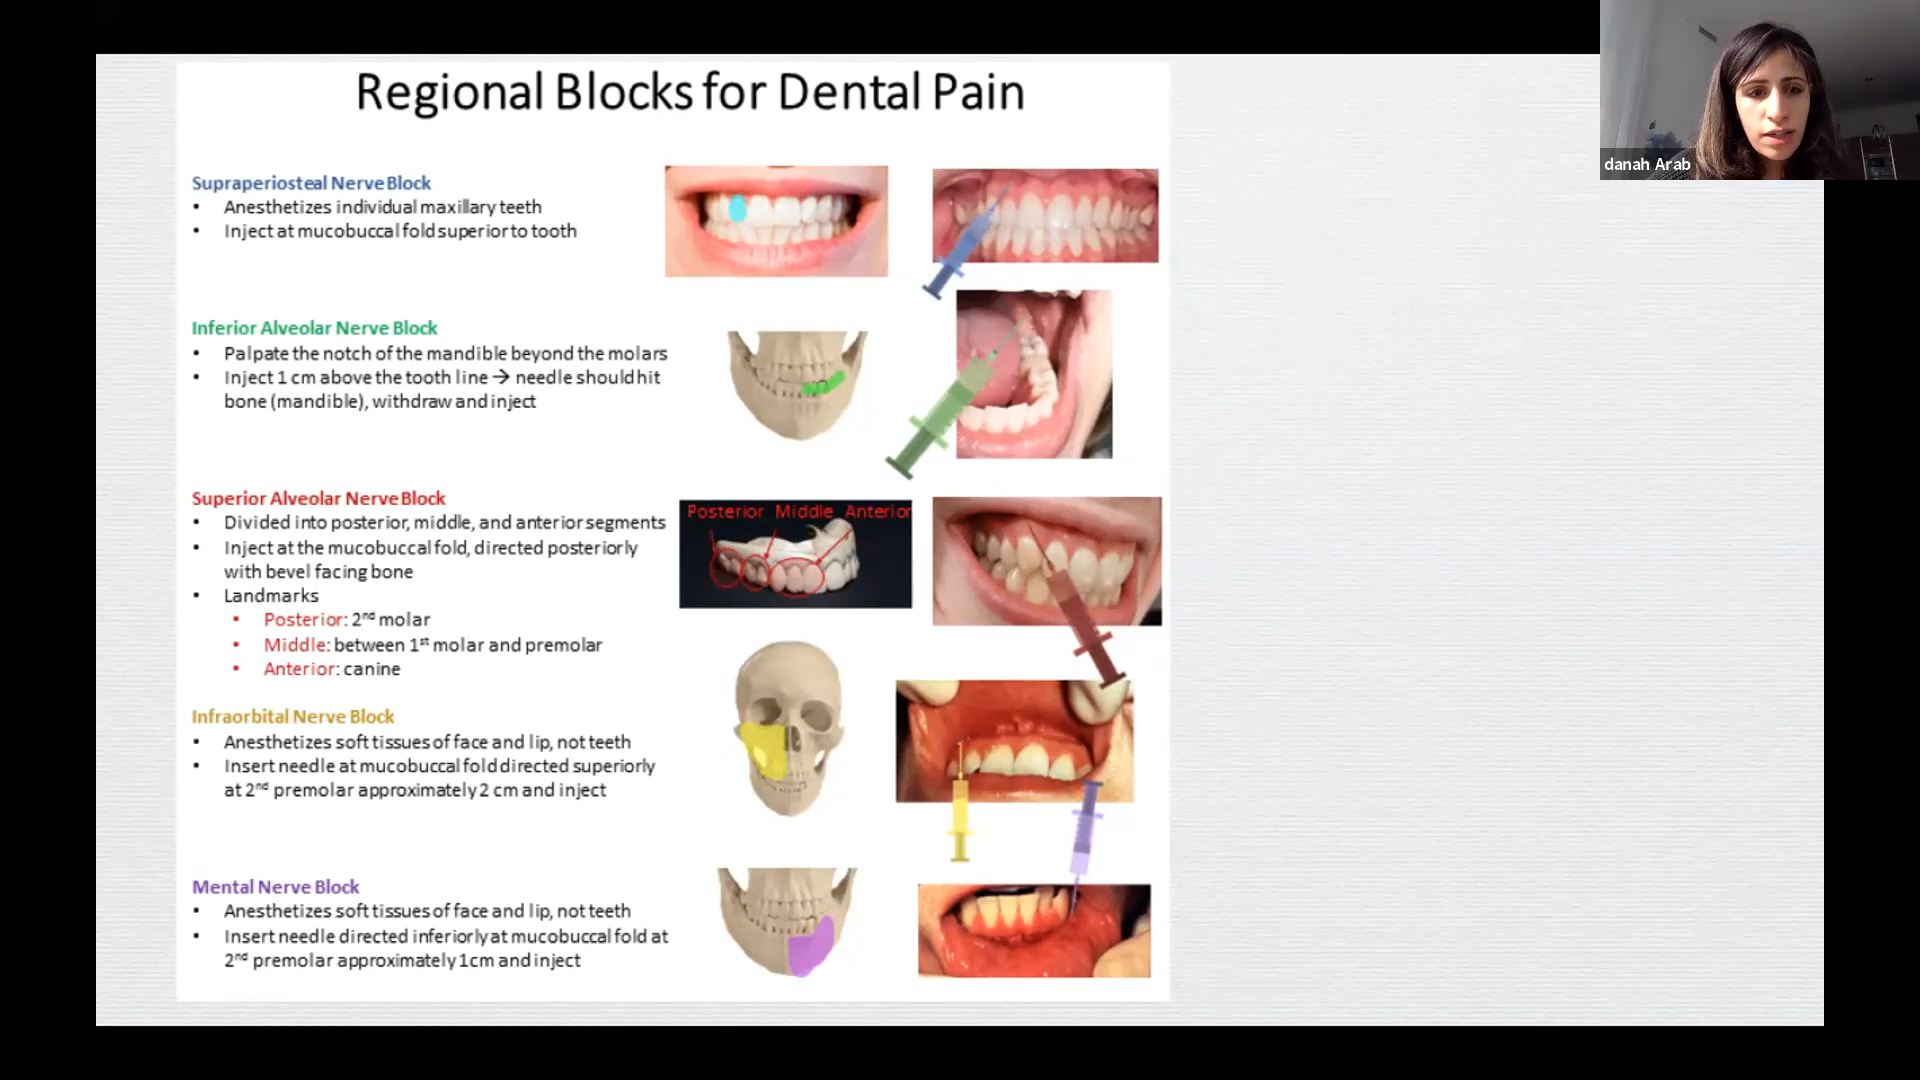 Regional Blocks for Dental Pain
danah Arab
Supraperiosteal Nerve Block
• Anesthetizes individual maxillary teeth
• Inject at mucobuccal fold superior to tooth
Inferior Alveolar Nerve Block
• Palpate the notch of the mandible beyond the molars
• Inject 1 cm above the tooth line → needle should hit
bone (mandible), withdraw and inject
Superior Alveolar Nerve Block
• Divided into posterior, middle, and anterior segments
• Inject at the mucobuccal fold, directed posteriorly
with bevel facing bone
• Landmarks
• Posterior: 2nd molar
• Middle: between 1st molar and premolar
• Anterior: canine
Posterior Middle Anterior
Infraorbital Nerve Block
• Anesthetizes soft tissues of face and lip, not teeth
• Insert needle at mucobuccal fold directed superiorly
at 2nd premolar approximately 2 cm and inject
Mental Nerve Block
• Anesthetizes soft tissues of face and lip, not teeth
• Insert needle directed inferiorly at mucobuccal fold at
2nd premolar approximately 1cm and inject